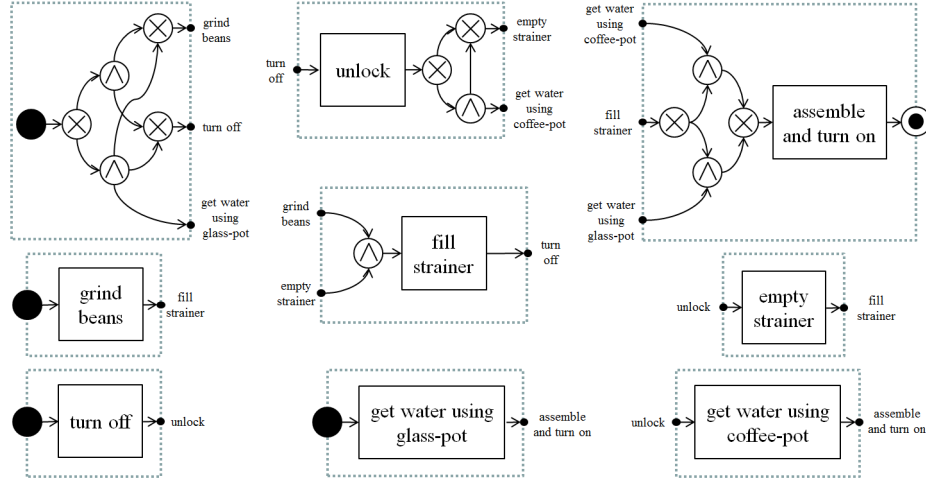 grind
beans
turn off
get water
using
glass-pot
turn
off
unlock
empty
strainer
get water
using
coffee-pot
get water
using
coffee-pot
fill
strainer
get water
using
glass-pot
assemble
and turn on
grind
beans
empty
strainer
fill
strainer
turn
off
grind
beans
fill
strainer
unlock
empty
strainer
fill
strainer
turn off
unlock
get water using
glass-pot
assemble
and turn on
unlock
get water using
coffee-pot
assemble
and turn on